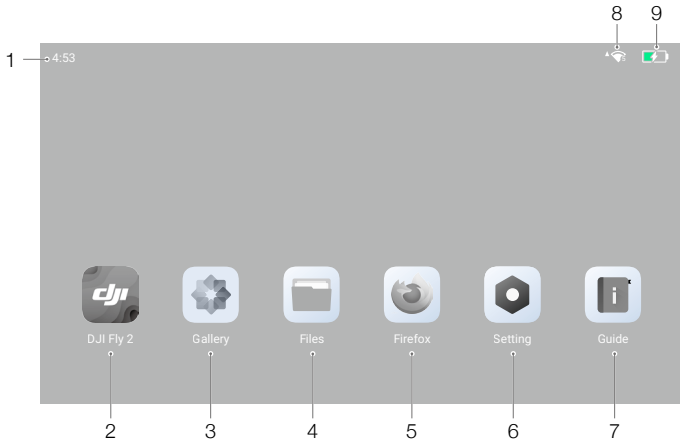 8 9
1 4:53
dji
i
DJI Fly 2 Gallery Files Firefox Setting Guide
2 3 4 5 6 7